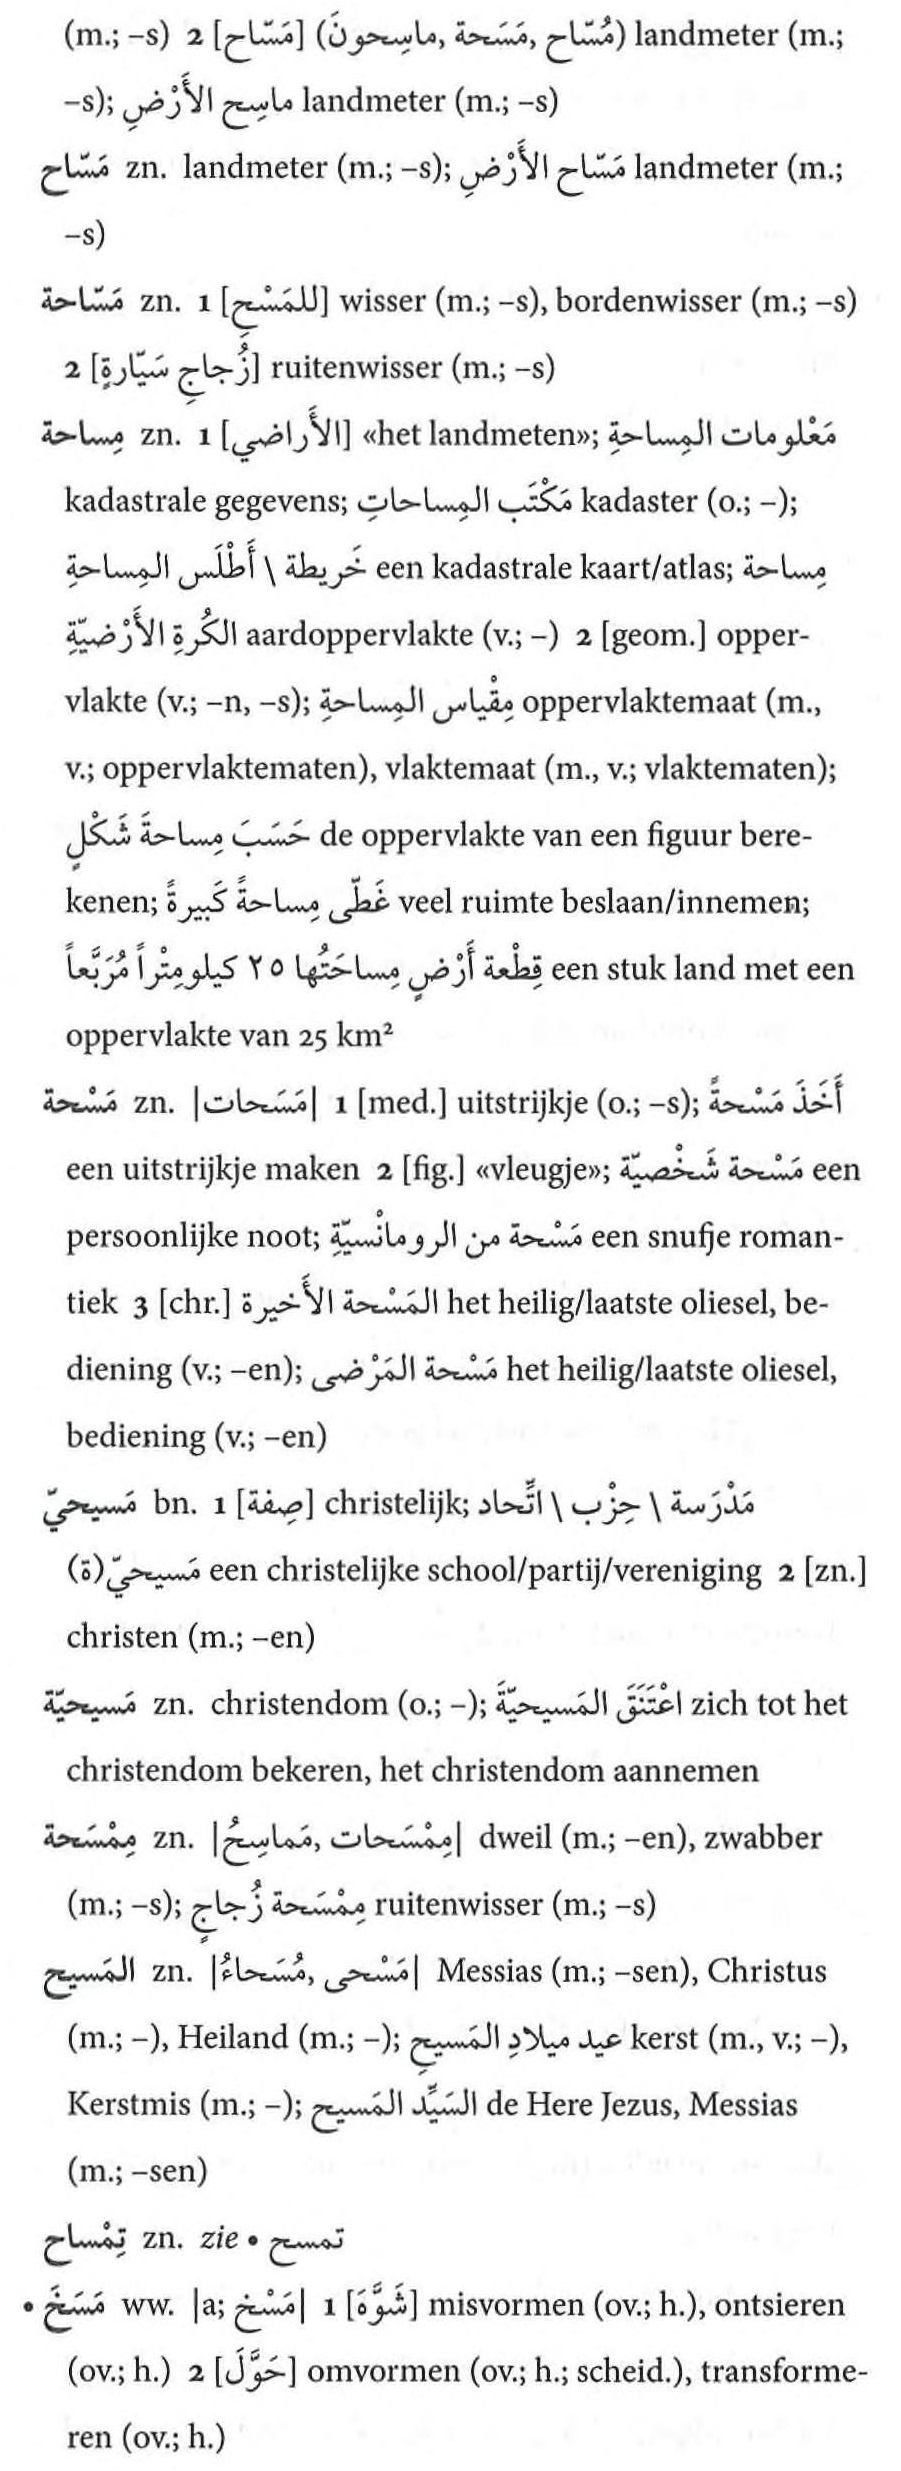 (m.; –s) 2 [مَسّاح] (مُسّاح, مَسَحة, ماسِحونَ) landmeter (m.;
–s); ماسِح الأَرْضِ landmeter (m.; –s)
مَسّاح zn. landmeter (m.; –s); مَسّاح الأَرْضِ landmeter (m.;
–s)
مَسّاحة zn. 1 [للمَسْحِ] wisser (m.; –s), bordenwisser (m.; –s)
2 [زُجاجِ سَيّارةٍ] ruitenwisser (m.; –s)
مِساحة zn. 1 [الأَراضي] «het landmeten»; مَعْلومات المِساحةِ
kadastrale gegevens; مَكْتَب المِساحاتِ kadaster (o.; –);
خَريطة \ أَطْلَس المِساحةِ een kadastrale kaart/atlas; مِساحة
الكُرةِ الأَرْضيّةِ aardoppervlakte (v.; –) 2 [geom.] opper-
vlakte (v.; –n, –s); مِقْياس المِساحةِ oppervlaktemaat (m.,
v.; oppervlaktematen), vlaktemaat (m., v.; vlaktematen);
حَسَبَ مِساحةَ شَكْلٍ de oppervlakte van een figuur bere-
kenen; غَطّى مِساحةً كَبيرةً veel ruimte beslaan/innemen;
قِطْعة أَرْضٍ مِساحَتُها ٢٥ كيلومِتْراً مُرَبَّعاً een stuk land met een
oppervlakte van 25 km²
مَسْحة zn. |مَسَحات| 1 [med.] uitstrijkje (o.; –s); أَخَذَ مَسْحةً
een uitstrijkje maken 2 [fig.] «vleugje»; مَسْحة شَخْصيّة een
persoonlijke noot; مَسْحة من الرومانْسيّةِ een snufje roman-
tiek 3 [chr.] المَسْحة الأَخيرة het heilig/laatste oliesel, be-
diening (v.; –en); مَسْحة المَرْضى het heilig/laatste oliesel,
bediening (v.; –en)
مَسيحيّ bn. 1 [صِفة] christelijk; مَدْرَسة \ حِزْب \ اتِّحاد
مَسيحيّ(ة) een christelijke school/partij/vereniging 2 [zn.]
christen (m.; –en)
مَسيحيّة zn. christendom (o.; –); اعْتَنَقَ المَسيحيّةَ zich tot het
christendom bekeren, het christendom aannemen
مِمْسَحة zn. |مِمْسَحات, مَماسِحُ| dweil (m.; –en), zwabber
(m.; –s); مِمْسَحة زُجاجٍ ruitenwisser (m.; –s)
المَسيح zn. |مَسْحى, مُسَحاءُ| Messias (m.; –sen), Christus
(m.; –), Heiland (m.; –); عيد ميلادِ المَسيحِ kerst (m., v.; –),
Kerstmis (m.; –); السَيِّد المَسيح de Here Jezus, Messias
(m.; –sen)
تِمْساح zn. zie • تمسح
• مَسَخَ ww. |a; مَسْخ| 1 [شَوَّهَ] misvormen (ov.; h.), ontsieren
(ov.; h.) 2 [حَوَّلَ] omvormen (ov.; h.; scheid.), transforme-
ren (ov.; h.)